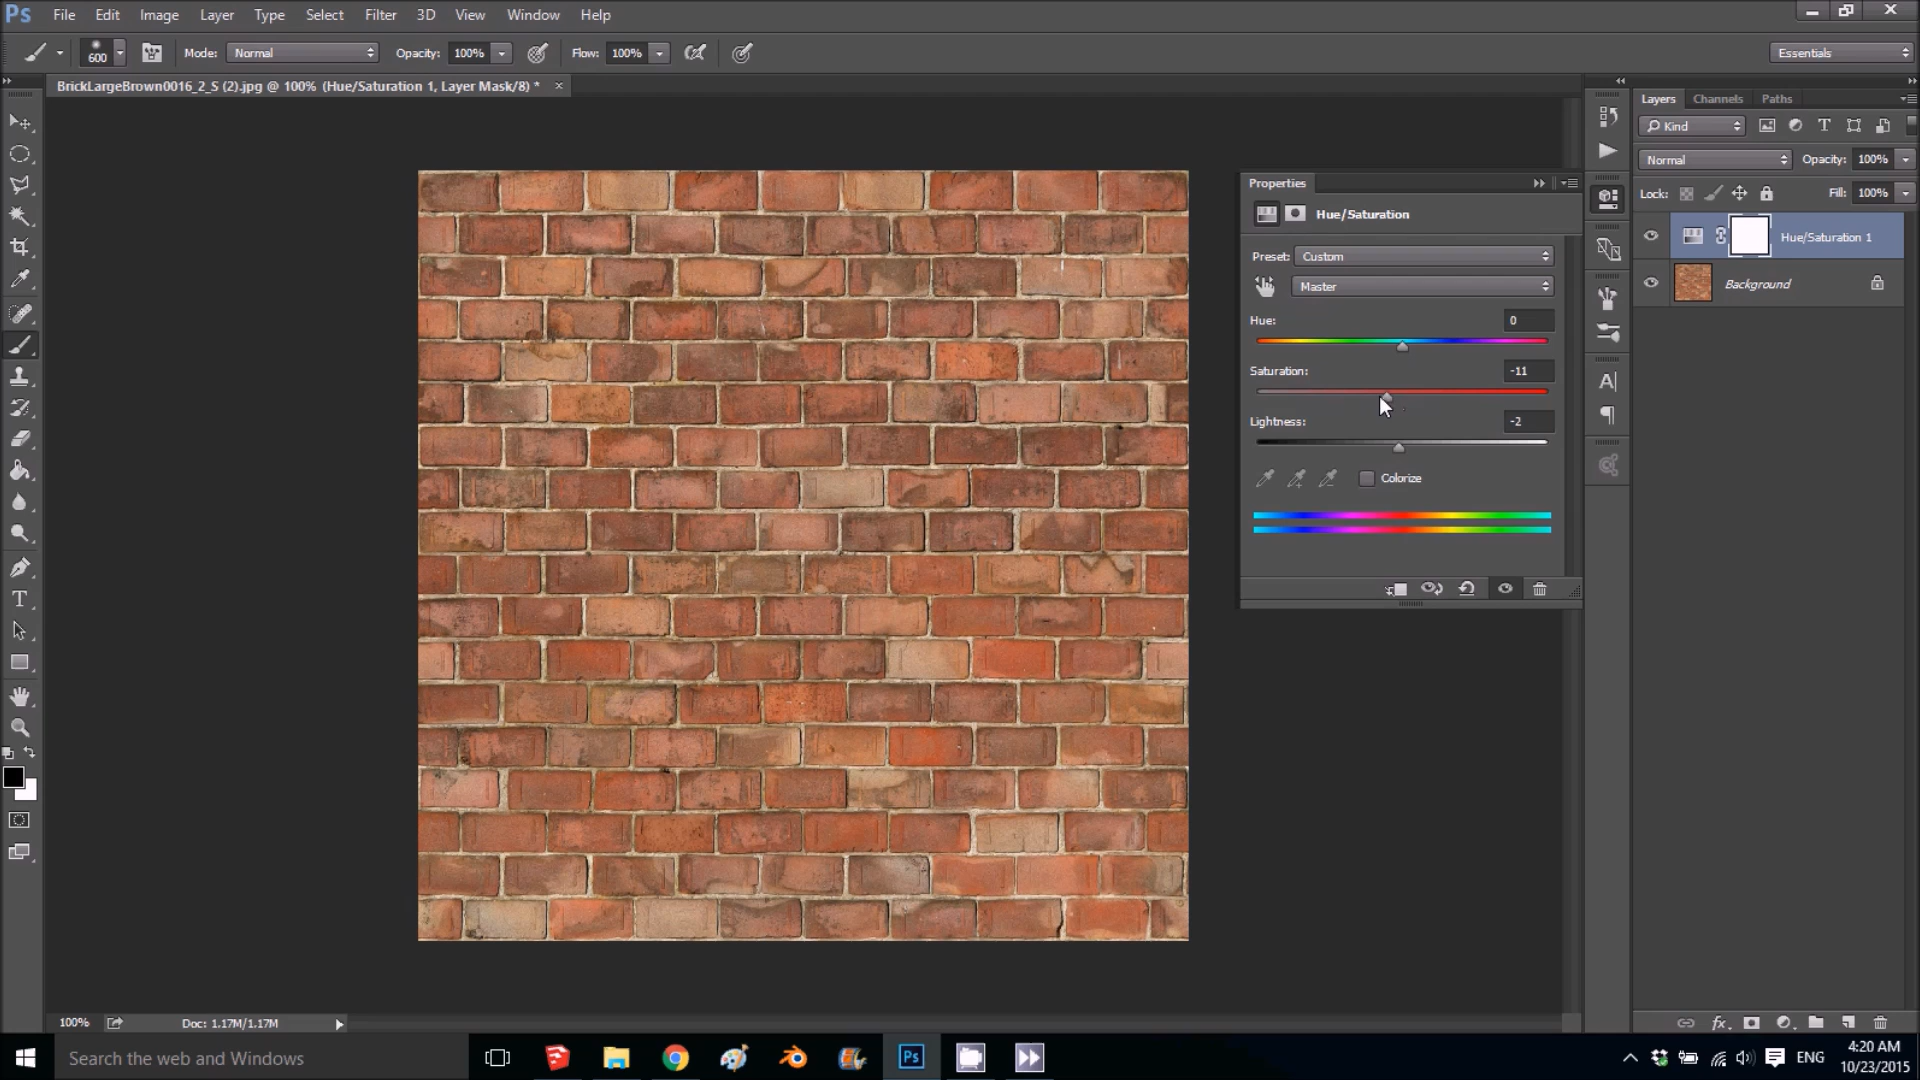 Ps File Edit Image Layer Type Select Filter 3D View Window Help
600 Mode: Normal Opacity: 100% Flow: 100% Essentials
BrickLargeBrown0016_2_S (2).jpg @ 100% (Hue/Saturation 1, Layer Mask/8) * ×
Layers Channels Paths
Kind
Normal Opacity: 100%
Lock: Fill: 100%
Hue/Saturation 1
Background
Properties
Hue/Saturation
Preset: Custom
Master
Hue: 0
Saturation: -11
Lightness: -2
Colorize
100% Doc: 1.17M/1.17M
Search the web and Windows
Ps
ENG
4:20 AM
10/23/2015